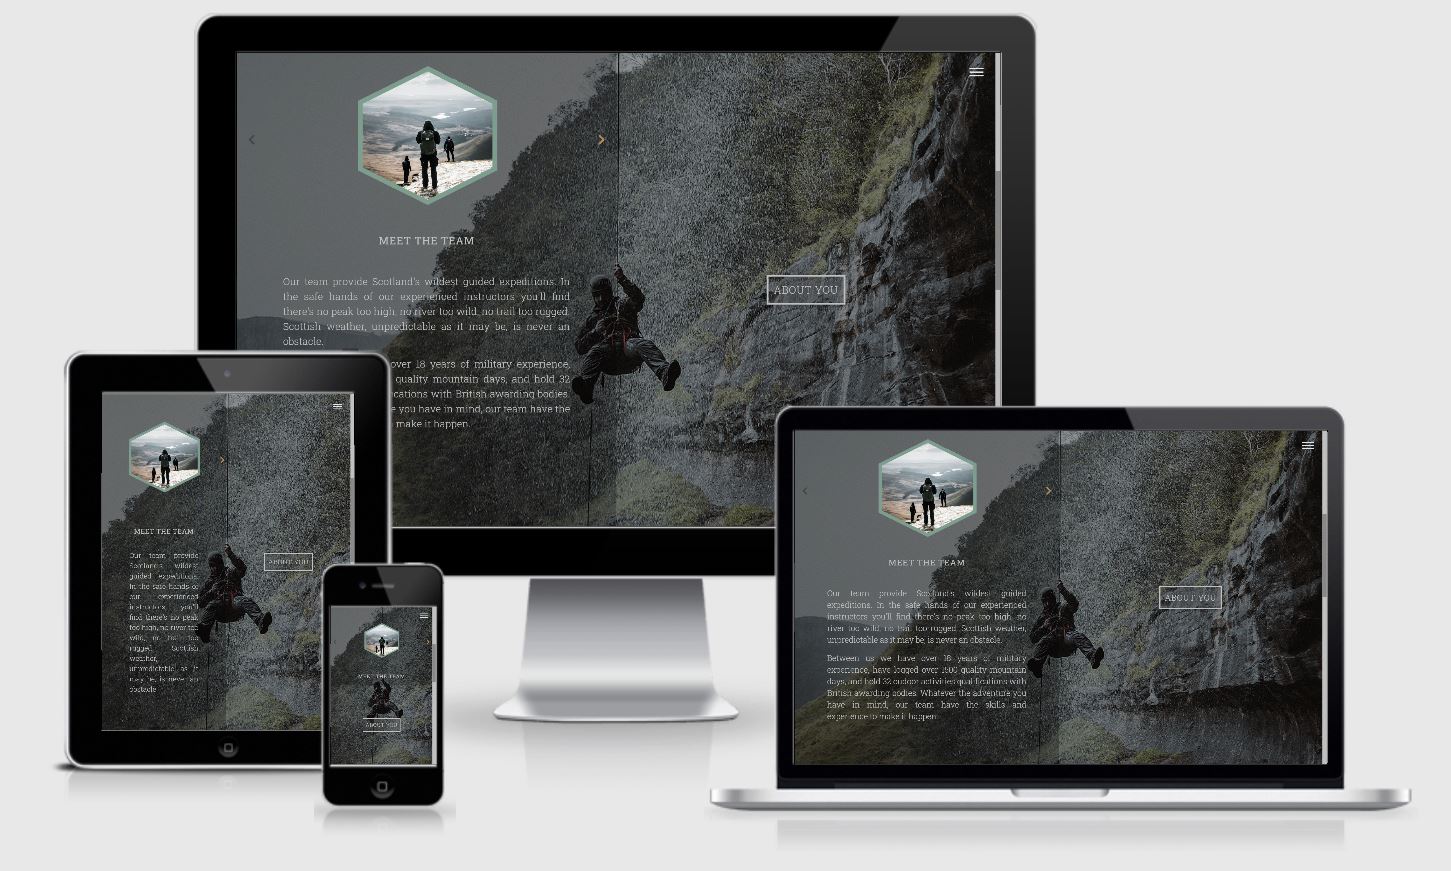 MEET THE TEAM
Our team provide Scotland's wildest guided expeditions. In
the safe hands of our experienced instructors you'll find
there's no peak too high, no river too wild, no trail too rugged.
Scottish weather, unpredictable as it may be, is never an
obstacle.
over 18 years of military experience,
quality mountain days, and hold 32
cations with British awarding bodies.
e you have in mind, our team have the
make it happen.
ABOUT YOU
MEET THE TEAM
Our team provide
Scotland's wildest
guided expeditions.
In the safe hands of
our experienced
instructors you'll
find there's no peak
too high, no river too
wild, no trail too
rugged. Scottish
weather,
unpredictable as it
may be, is never an
obstacle.
ABOUT YOU
MEET THE TEAM
ABOUT YOU
MEET THE TEAM
Our team provide Scotland's wildest guided
expeditions. In the safe hands of our experienced
instructors you'll find there's no peak too high, no
river too wild, no trail too rugged. Scottish weather,
unpredictable as it may be, is never an obstacle.
Between us we have over 18 years of military
experience, have logged over 1500 quality mountain
days, and hold 32 outdoor activities qualifications with
British awarding bodies. Whatever the adventure you
have in mind, our team have the skills and
experience to make it happen.
ABOUT YOU